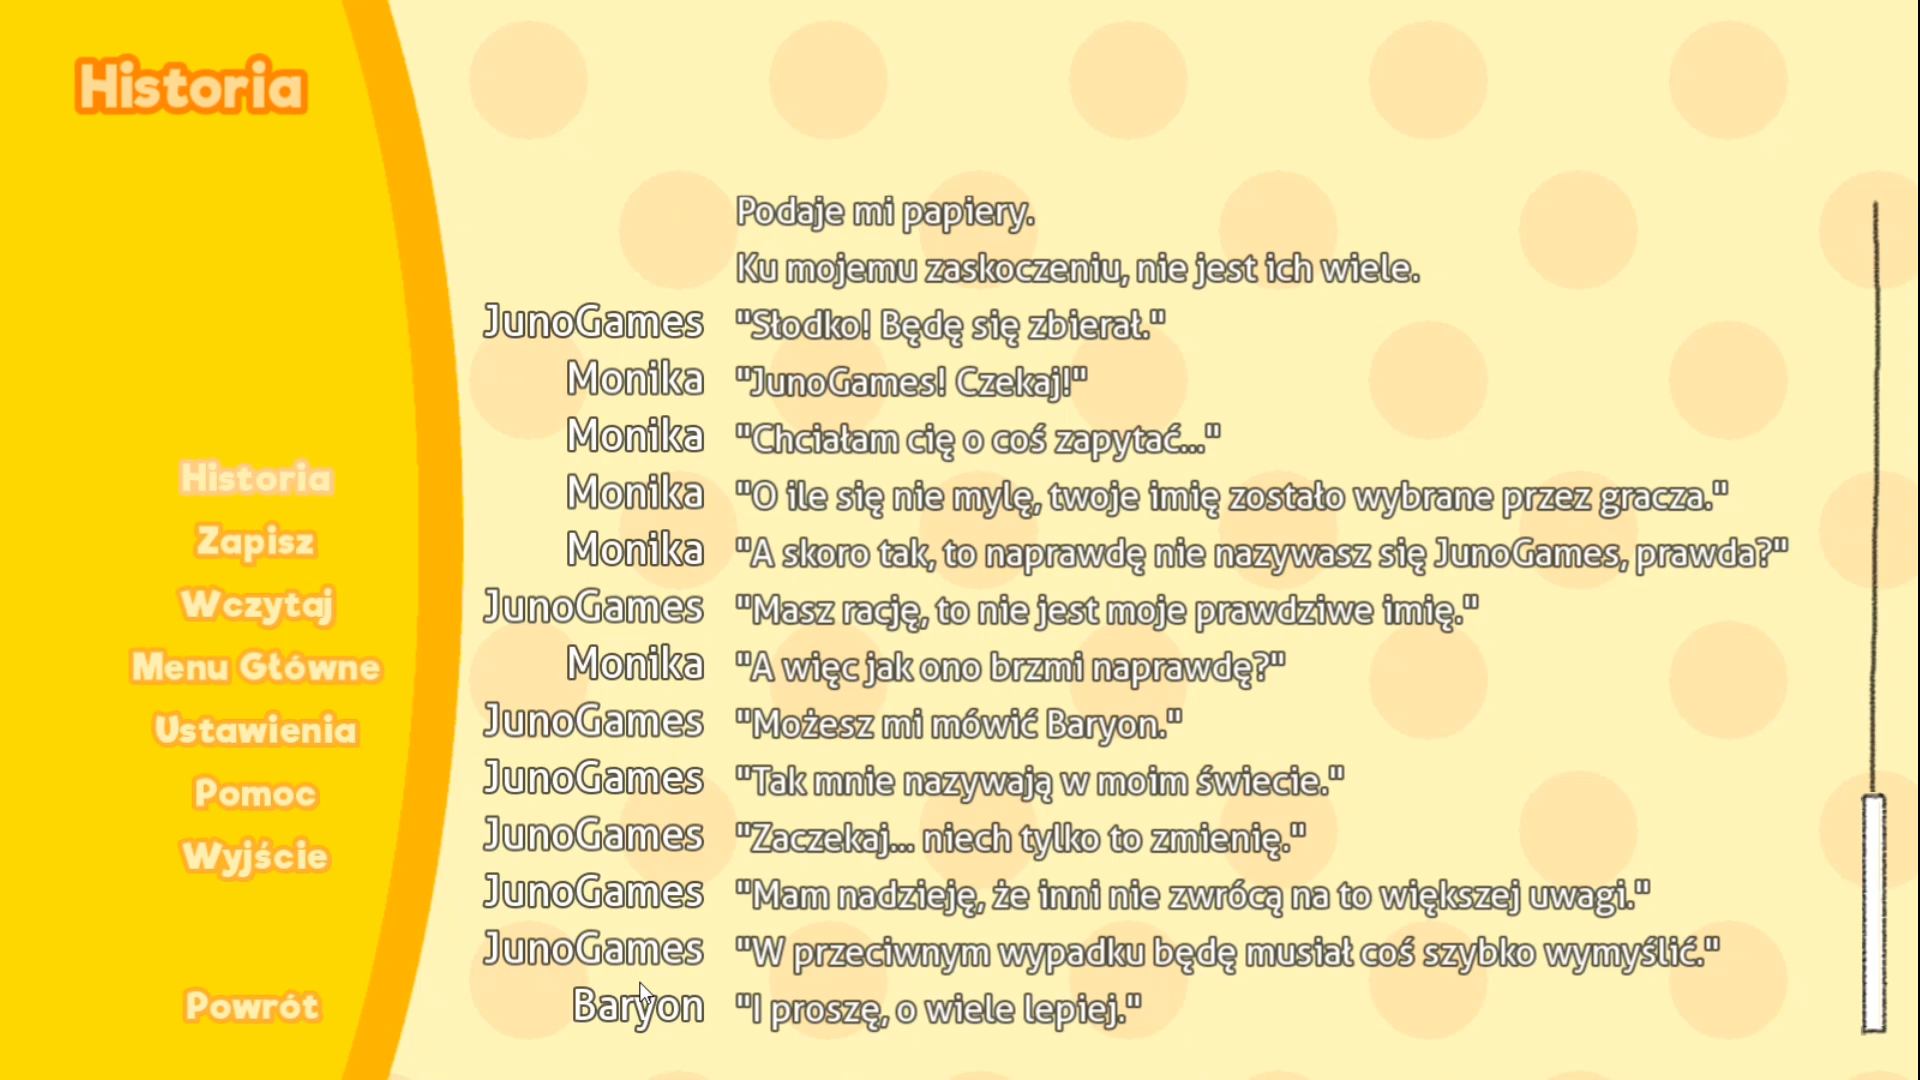 Historia
Podaje mi papiery.
Ku mojemu zaskoczeniu, nie jest ich wiele.
JunoGames "Słodko! Będę się zbierał."
Monika "JunoGames! Czekaj!"
Monika "Chciałam cię o coś zapytać..."
Monika "O ile się nie mylę, twoje imię zostało wybrane przez gracza."
Monika "A skoro tak, to naprawdę nie nazywasz się JunoGames, prawda?"
JunoGames "Masz rację, to nie jest moje prawdziwe imię."
Monika "A więc jak ono brzmi naprawdę?"
JunoGames "Możesz mi mówić Baryon."
JunoGames "Tak mnie nazywają w moim świecie."
JunoGames "Zaczekaj... niech tylko to zmienię."
JunoGames "Mam nadzieję, że inni nie zwrócą na to większej uwagi."
JunoGames "W przeciwnym wypadku będę musiał coś szybko wymyślić."
Baryon "I proszę, o wiele lepiej."
Historia
Zapisz
Wczytaj
Menu Główne
Ustawienia
Pomoc
Wyjście
Powrót